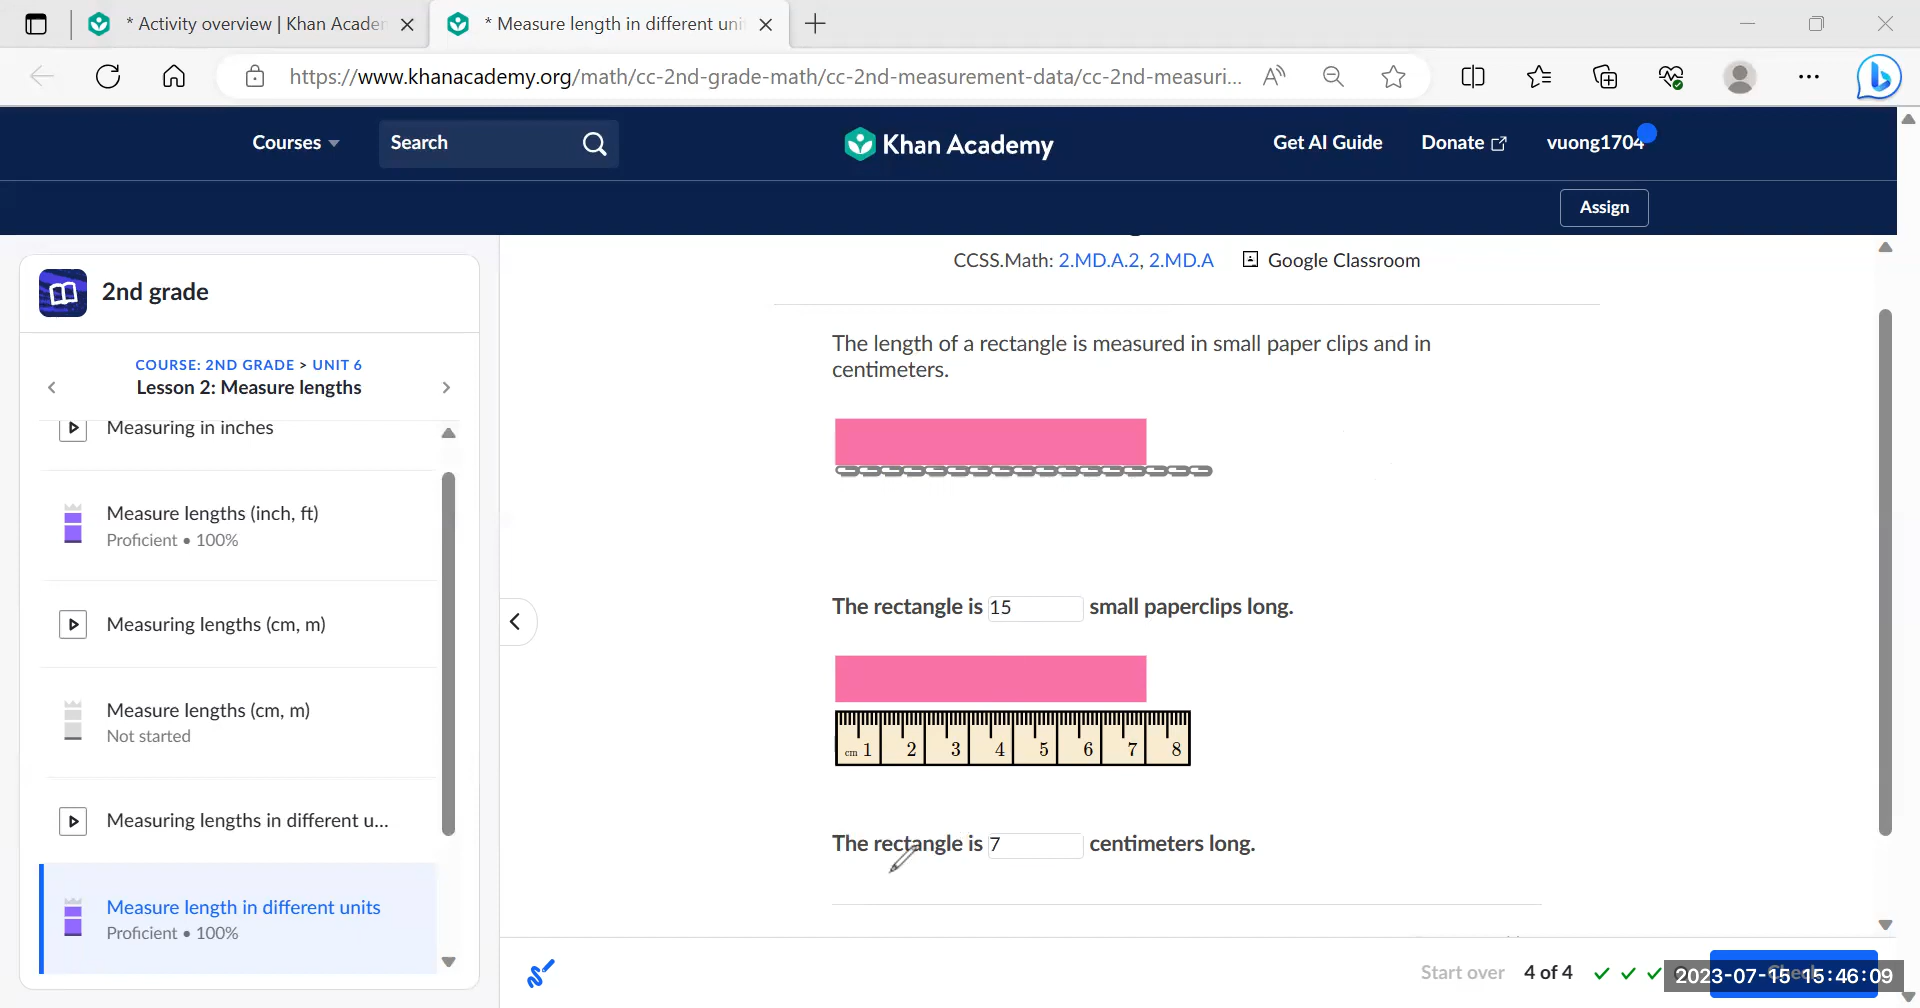 * Activity overview | Khan Academ
* Measure length in different uni
https://www.khanacademy.org/math/cc-2nd-grade-math/cc-2nd-measurement-data/cc-2nd-measuri...
Courses
Search
Khan Academy
Get AI Guide
Donate
vuong1704
Assign
2nd grade
COURSE: 2ND GRADE > UNIT 6
Lesson 2: Measure lengths
Measuring in inches
Measure lengths (inch, ft)
Proficient • 100%
Measuring lengths (cm, m)
Measure lengths (cm, m)
Not started
Measuring lengths in different u...
Measure length in different units
Proficient • 100%
CCSS.Math: 2.MD.A.2, 2.MD.A
Google Classroom
The length of a rectangle is measured in small paper clips and in
centimeters.
The rectangle is 15 small paperclips long.
cm 1 2 3 4 5 6 7 8
The rectangle is 7 centimeters long.
Start over
4 of 4
2023-07-15 15:46:09